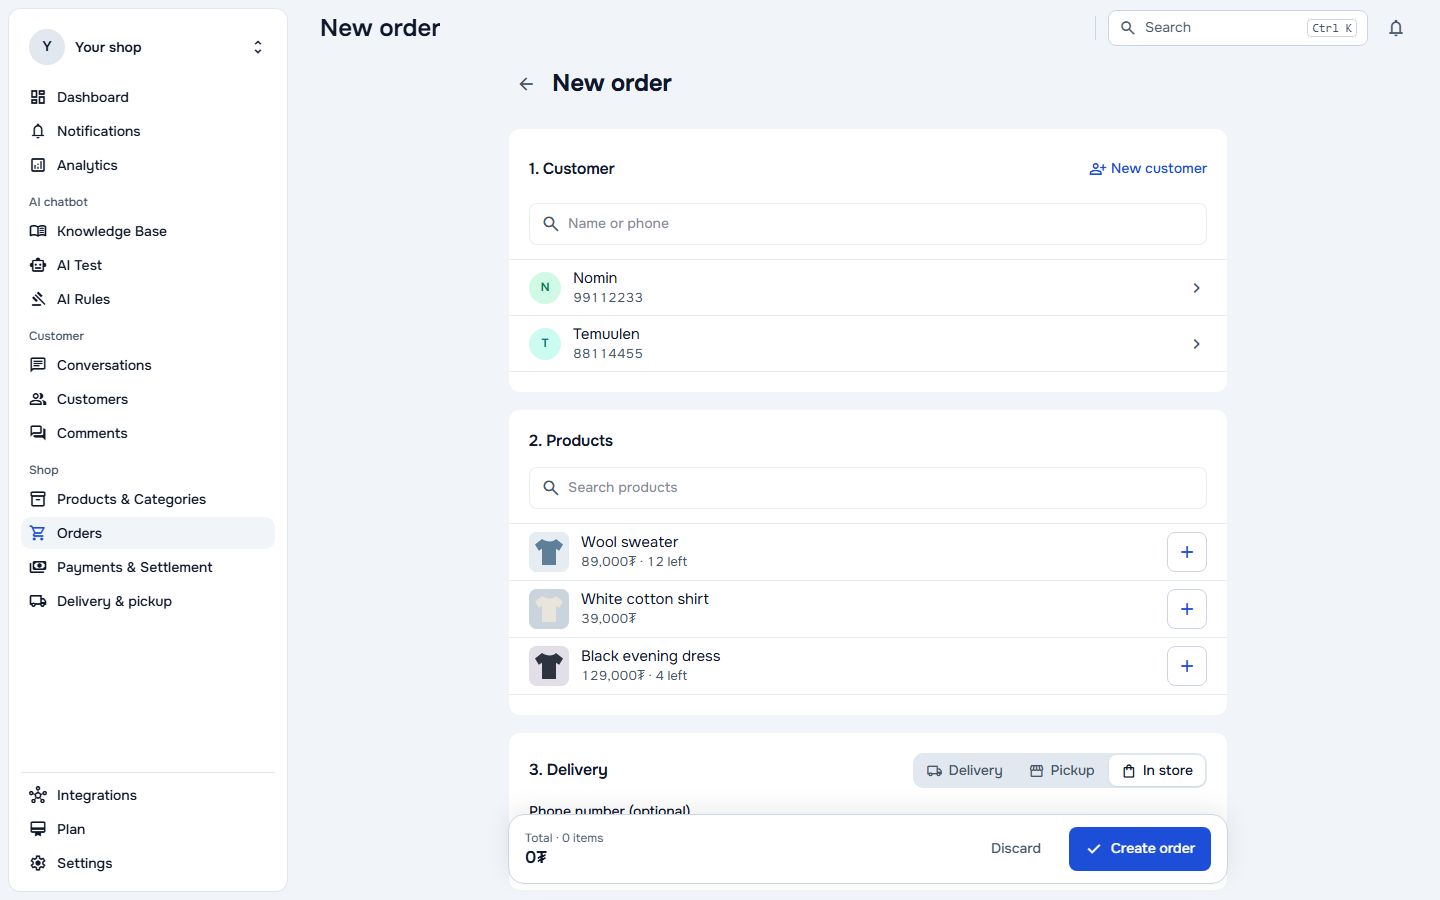 Y
Your shop
Dashboard
Notifications
Analytics
AI chatbot
Knowledge Base
AI Test
AI Rules
Customer
Conversations
Customers
Comments
Shop
Products & Categories
Orders
Payments & Settlement
Delivery & pickup
Integrations
Plan
Settings
New order
Search
Ctrl K
New order
1. Customer
New customer
Name or phone
N
Nomin
99112233
T
Temuulen
88114455
2. Products
Search products
Wool sweater
89,000₮ · 12 left
White cotton shirt
39,000₮
Black evening dress
129,000₮ · 4 left
3. Delivery
Delivery
Pickup
In store
Phone number (optional)
Total · 0 items
0₮
Discard
Create order